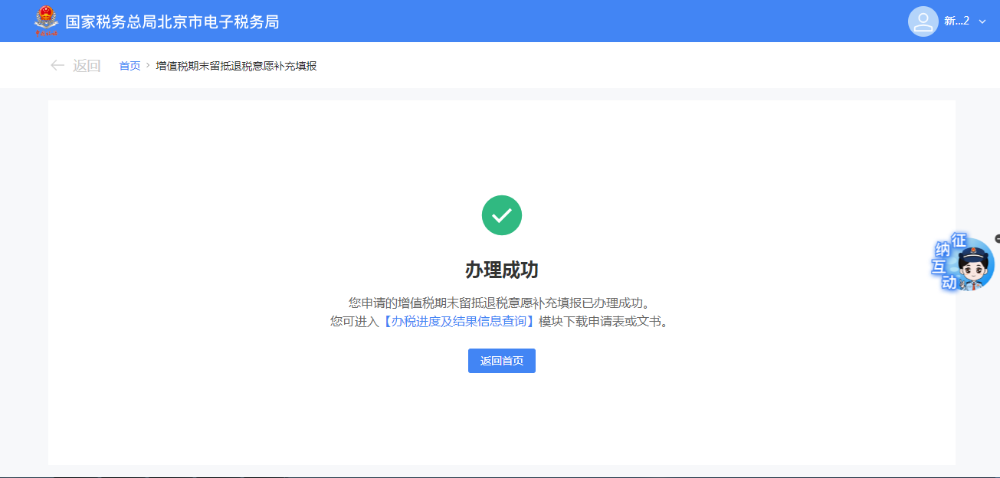 国家税务总局北京市电子税务局
新...2
返回
首页 > 增值税期末留抵退税意愿补充填报
征纳互动
办理成功
您申请的增值税期末留抵退税意愿补充填报已办理成功。
您可进入【办税进度及结果信息查询】模块下载申请表或文书。
返回首页